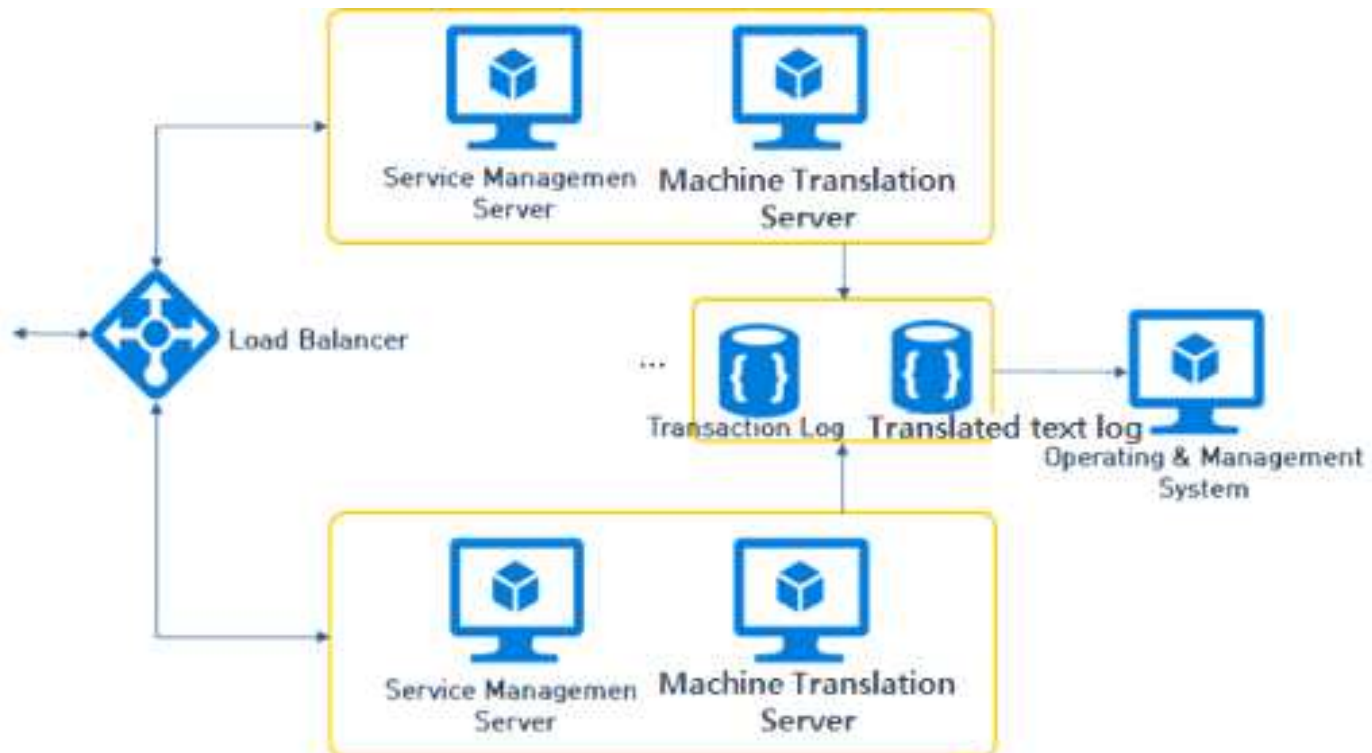 Service Managemen
Server
Machine Translation
Server
Load Balancer
...
{ }
{ }
Transaction Log
Translated text log
Operating & Management
System
Service Managemen
Server
Machine Translation
Server